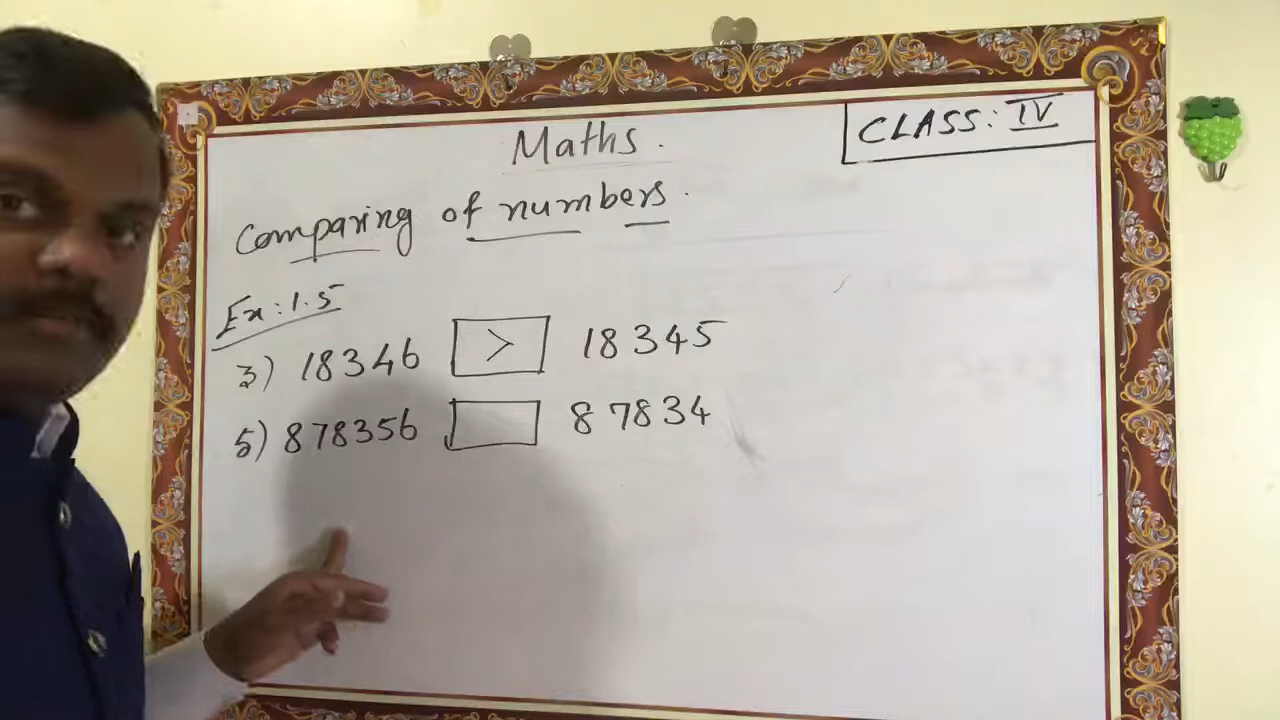 Maths.
CLASS: IV
Comparing of numbers.
Ex: 1.5
3) 18346 > 18345
5) 878356 87834